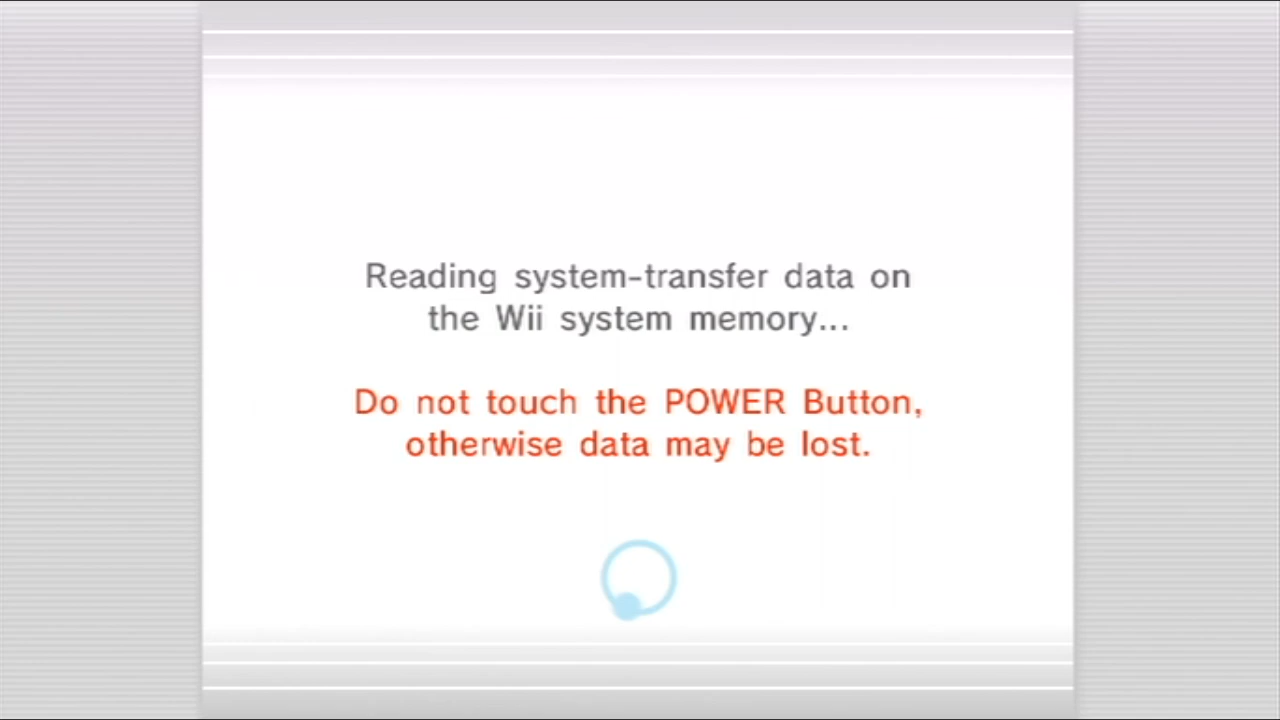 Reading system-transfer data on
the Wii system memory...
Do not touch the POWER Button,
otherwise data may be lost.